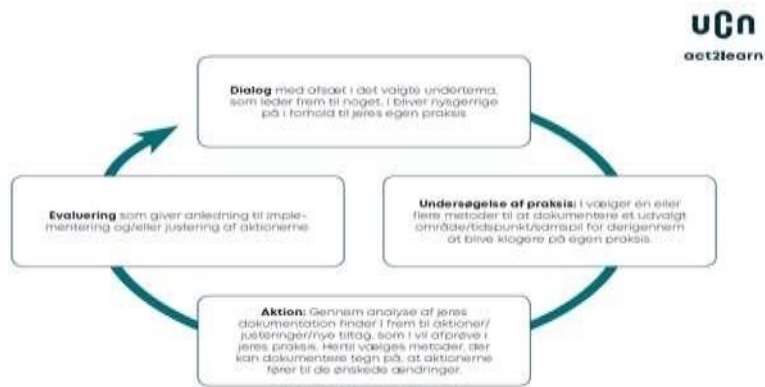 ucn
act2learn
Dialog med afsæt i det valgte undertema,
som leder frem til noget, I bliver nysgerrige
på i forhold til jeres egen praksis
Evaluering som giver anledning til imple-
mentering og/eller justering af aktionerne
Undersøgelse af praksis: I vælger en eller
flere metoder til at dokumentere et udvalgt
område/tidspunkt/samspil for derigennem
at blive klogere på egen praksis.
Aktion: Gennem analyse af jeres
dokumentation finder I frem til aktioner/
justeringer/nye tiltag, som I vil afprøve i
jeres praksis. Hertil vælges metoder, der
kan dokumentere tegn på, at aktionerne
fører til de ønskede ændringer.